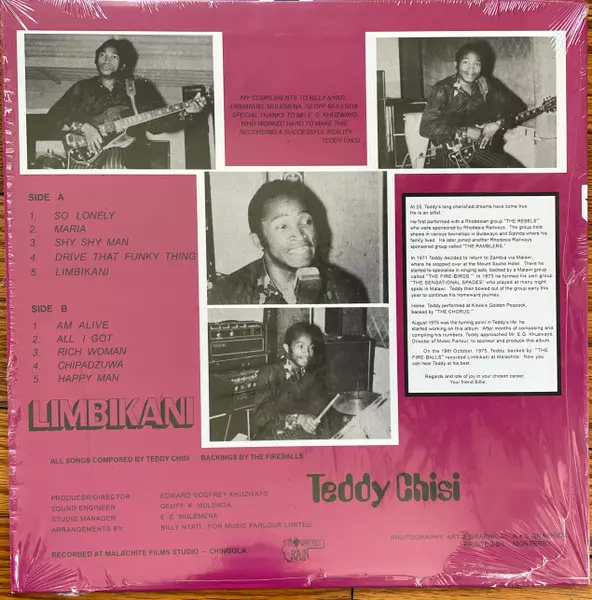 MY COMPLIMENTS TO BILLY NYATI,
EMMANUEL MULEMENA, GEOFF MULENGA
SPECIAL THANKS TO MR E. G. KHUZWAYO
WHO WORKED HARD TO MAKE THIS
RECORDING A SUCCESSFUL REALITY
TEDDY CHISI
SIDE A
1. SO LONELY
2. MARIA
3. SHY SHY MAN
4 DRIVE THAT FUNKY THING
5 LIMBIKANI
SIDE B
1. AM ALIVE
2. ALL I GOT
3. RICH WOMAN
4. CHIPADZUWA
5. HAPPY MAN
LIMBIKANI
At 25, Teddy's long cherished dreams have come true.
He is an artist.
He first performed with a Rhodesian group "THE REBELS"
who were sponsored by Rhodesia Railways. The group held
shows in various townships in Bulawayo and Gwelo where his
family lived. He later joined another Rhodesia Railways
sponsored group called "THE RAMBLERS."
In 1971 Teddy decided to return to Zambia via Malawi,
where he stopped over at the Mount Soche Hotel. There he
started to specialise in singing solo, backed by a Malawi group
called "THE FIRE-BIRDS." In 1973 he formed his own group
"THE SENSATIONAL SPADES" who played at many night
spots in Malawi. Teddy then bowed out of the group early this
year to continue his homeward journey.
Home, Teddy performed at Kitwe's Golden Peacock,
backed by "THE CHORUS."
August 1975 was the turning point in Teddy's life: he
started working on this album. After months of composing
and compiling his numbers, Teddy approached Mr. E.G. Khuzwayo,
Director of Music Parlour, to sponsor and produce this album.
On the 19th October, 1975, Teddy, backed by "THE
FIRE-BALLS" recorded Limbikani at Malachite. Now you
can hear Teddy at his best.
Regards and lots of joy in your chosen career.
Your friend Billie.
ALL SONGS COMPOSED BY TEDDY CHISI BACKINGS BY THE FIREBALLS
Teddy Chisi
PRODUCER/DIRECTOR EDWARD GODFREY KHUZWAYO
SOUND ENGINEER GEOFF K. MULENGA
STUDIO MANAGER E. E. MULEMENA
ARRANGEMENTS BY BILLY NYATI, FOR MUSIC PARLOUR LIMITED
RECORDED AT MALACHITE FILMS STUDIO — CHINGOLA
STRAWBERRY RAIN
PHOTOGRAPHY, ART & GRAPHICS
PRINTED BY MONTEREY